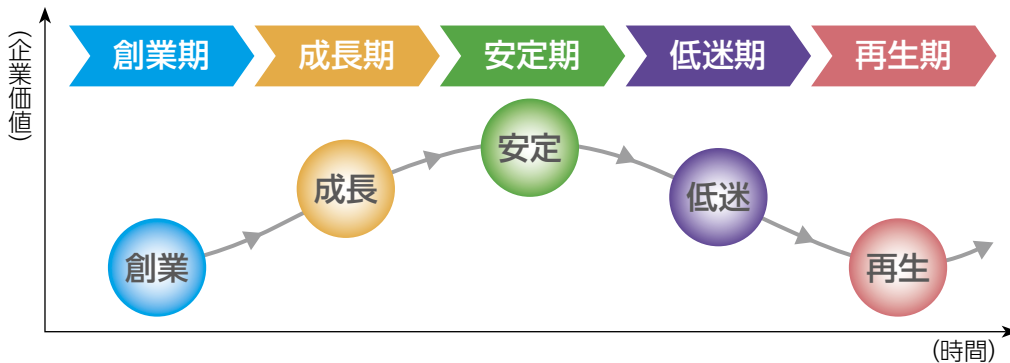 (企業価値)
創業期
成長期
安定期
低迷期
再生期
創業
成長
安定
低迷
再生
(時間)